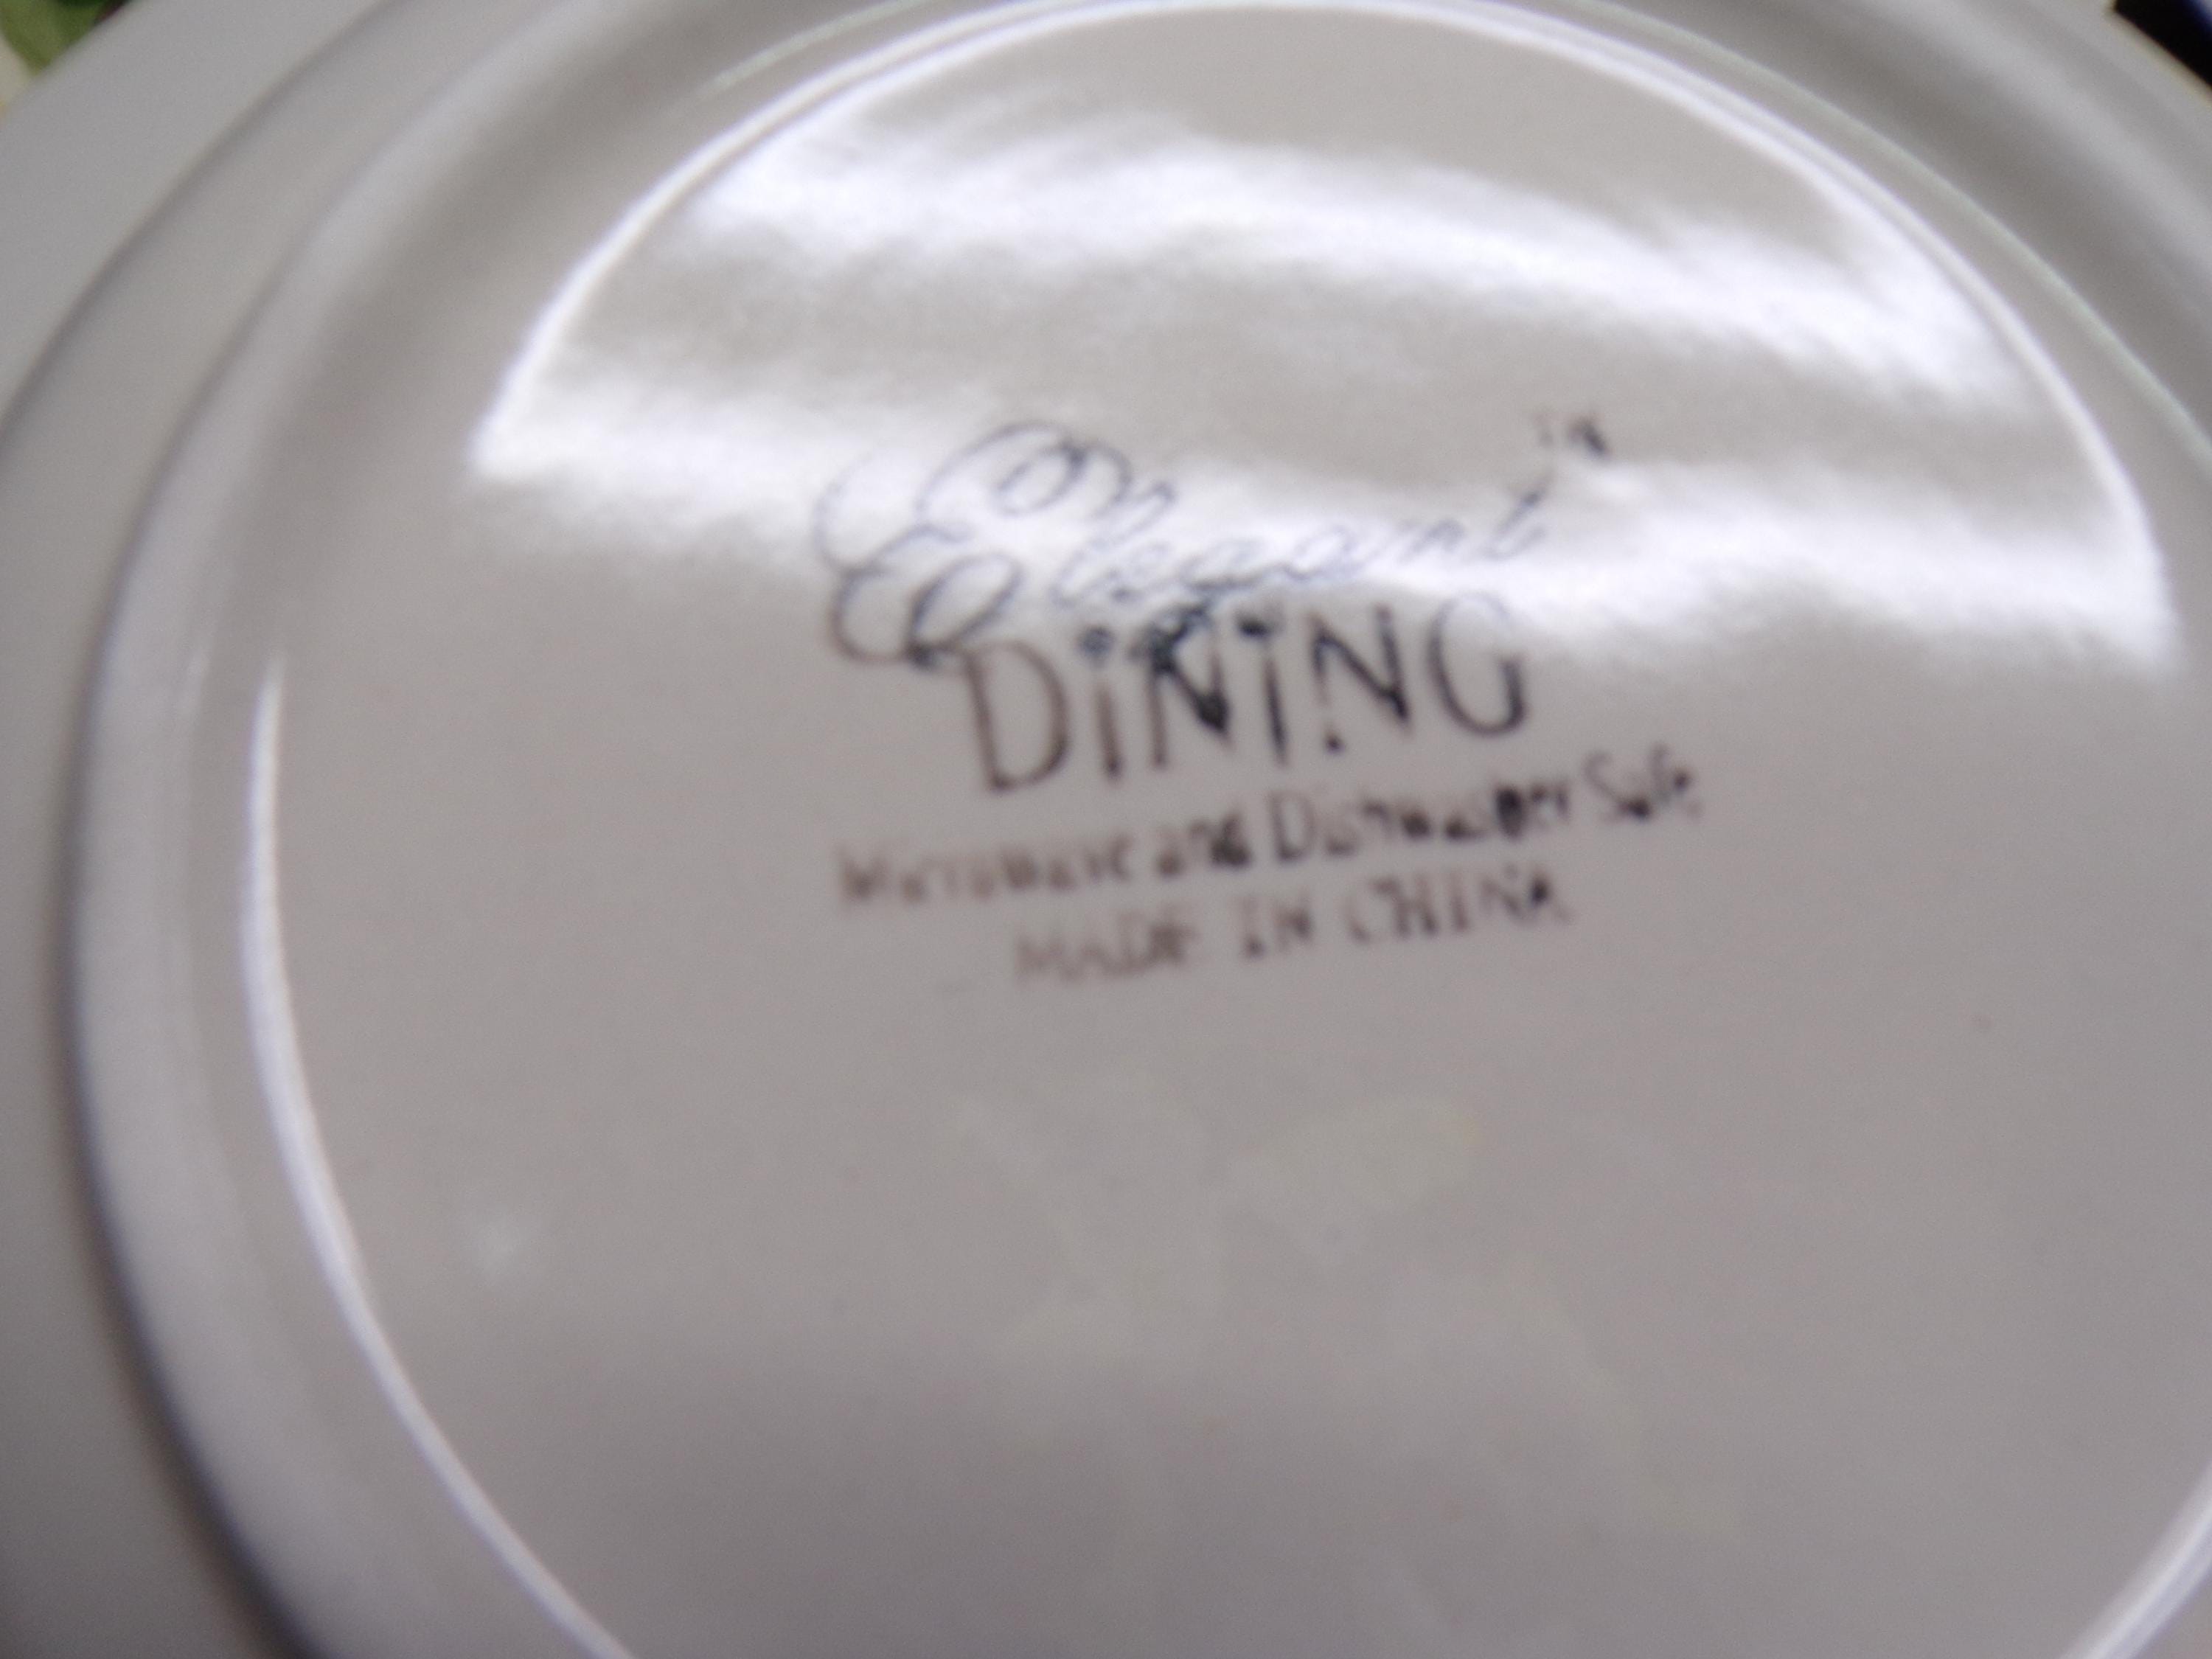 Elegant™
DiNiNG
Microwave and Dishwasher Safe
MADE IN CHINA